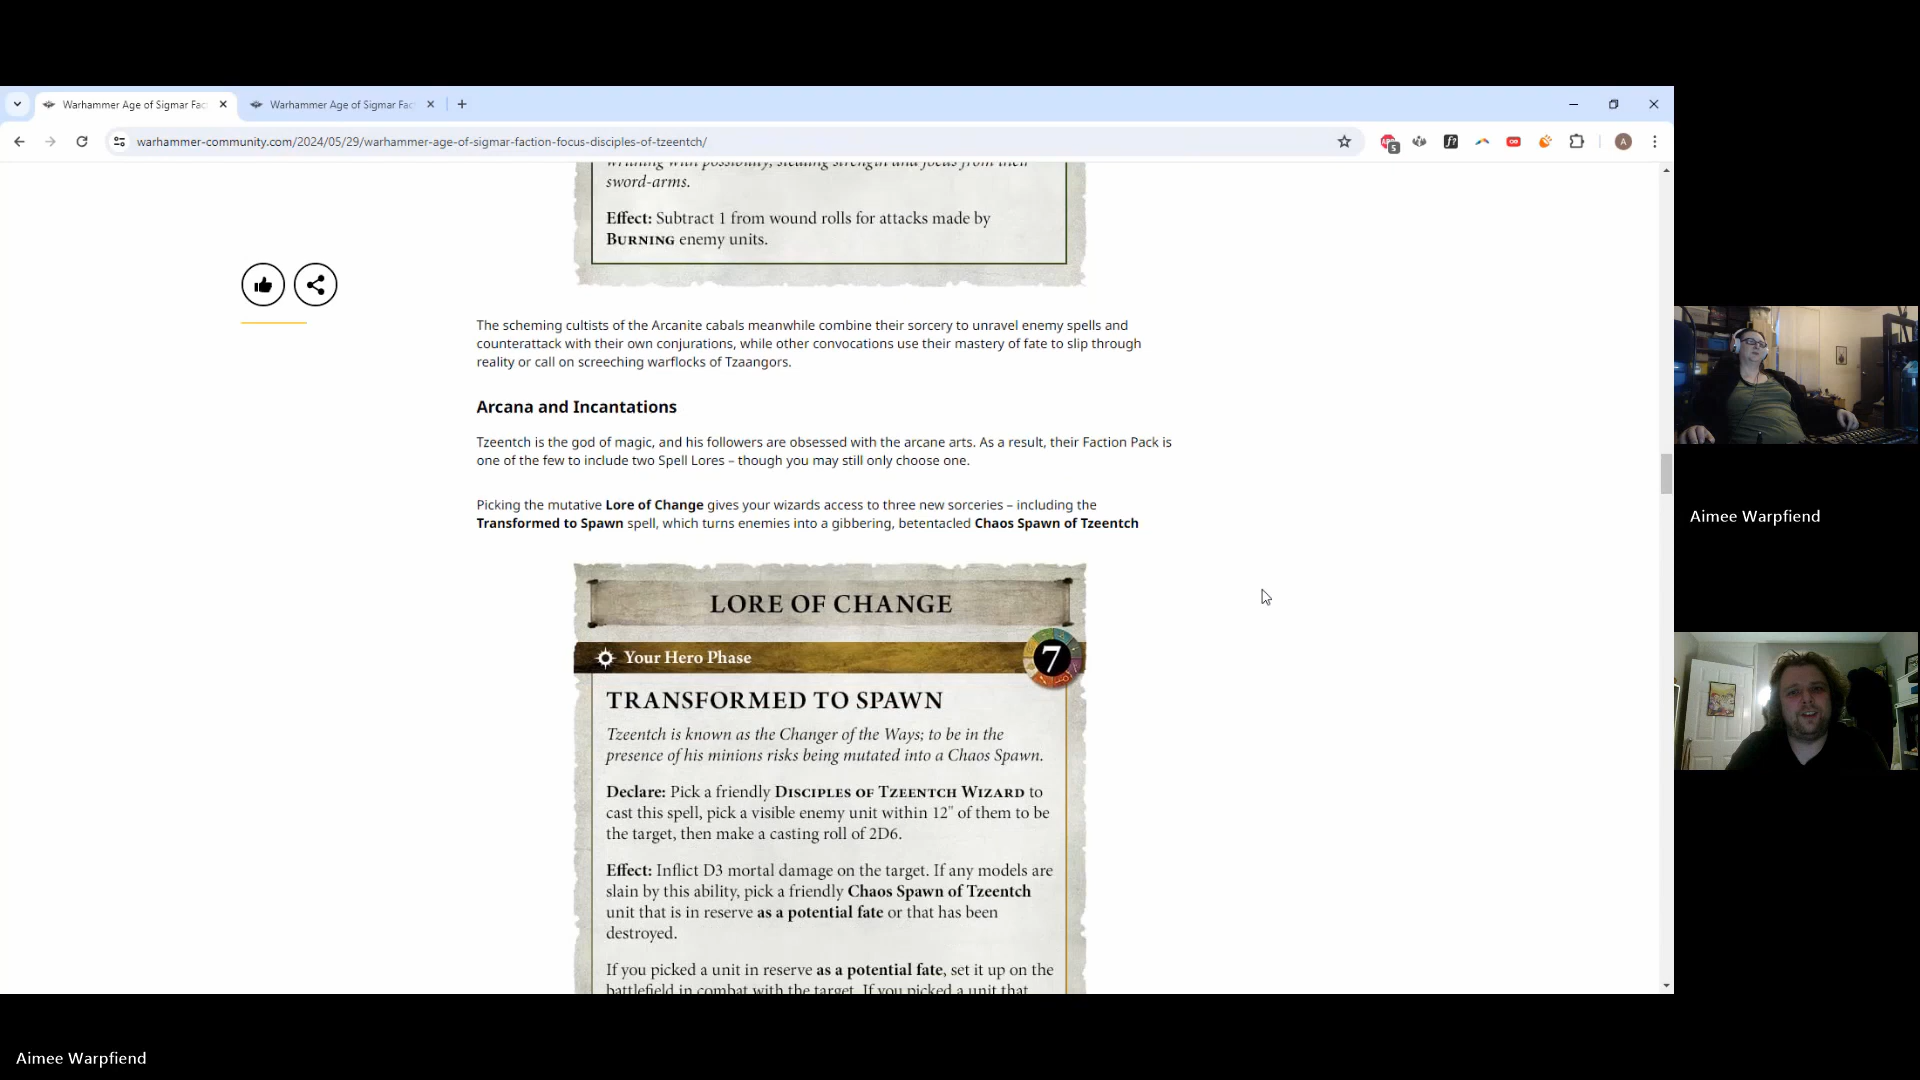 Warhammer Age of Sigmar Fac
Warhammer Age of Sigmar Fac
warhammer-community.com/2024/05/29/warhammer-age-of-sigmar-faction-focus-disciples-of-tzeentch/
5
A
writhing with possibility, stealing strength and focus from their
sword-arms.
Effect: Subtract 1 from wound rolls for attacks made by
BURNING enemy units.
The scheming cultists of the Arcanite cabals meanwhile combine their sorcery to unravel enemy spells and
counterattack with their own conjurations, while other convocations use their mastery of fate to slip through
reality or call on screeching warflocks of Tzaangors.
Arcana and Incantations
Tzeentch is the god of magic, and his followers are obsessed with the arcane arts. As a result, their Faction Pack is
one of the few to include two Spell Lores – though you may still only choose one.
Picking the mutative Lore of Change gives your wizards access to three new sorceries – including the
Transformed to Spawn spell, which turns enemies into a gibbering, betentacled Chaos Spawn of Tzeentch
LORE OF CHANGE
Your Hero Phase
7
TRANSFORMED TO SPAWN
Tzeentch is known as the Changer of the Ways; to be in the
presence of his minions risks being mutated into a Chaos Spawn.
Declare: Pick a friendly DISCIPLES OF TZEENTCH WIZARD to
cast this spell, pick a visible enemy unit within 12" of them to be
the target, then make a casting roll of 2D6.
Effect: Inflict D3 mortal damage on the target. If any models are
slain by this ability, pick a friendly Chaos Spawn of Tzeentch
unit that is in reserve as a potential fate or that has been
destroyed.
If you picked a unit in reserve as a potential fate, set it up on the
battlefield in combat with the target. If you picked a unit that
Aimee Warpfiend
Aimee Warpfiend